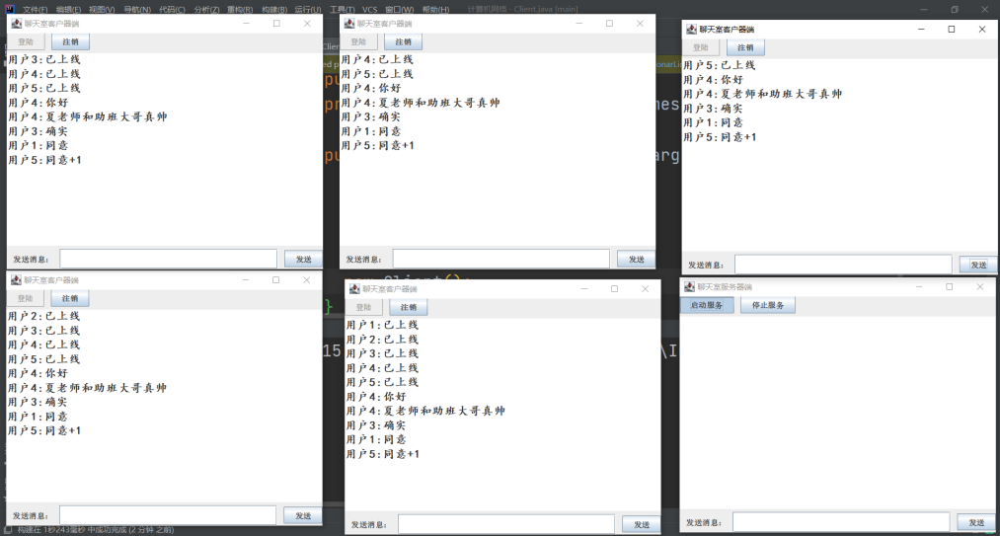 文件(F) 编辑(E) 视图(V) 导航(N) 代码(C) 分析(Z) 重构(R) 构建(B) 运行(U) 工具(T) VCS 窗口(W) 帮助(H) 计算机网络 - Client.java [main]
聊天室客户器端
登陆 注销
用户3:已上线
用户4:已上线
用户5:已上线
用户4:你好
用户4:夏老师和助班大哥真帅
用户3:确实
用户1:同意
用户5:同意+1
发送消息: 发送
聊天室客户器端
登陆 注销
用户4:已上线
用户5:已上线
用户4:你好
用户4:夏老师和助班大哥真帅
用户3:确实
用户1:同意
用户5:同意+1
发送消息: 发送
聊天室客户器端
登陆 注销
用户5:已上线
用户4:你好
用户4:夏老师和助班大哥真帅
用户3:确实
用户1:同意
用户5:同意+1
发送消息: 发送
聊天室客户器端
登陆 注销
用户2:已上线
用户3:已上线
用户4:已上线
用户5:已上线
用户4:你好
用户4:夏老师和助班大哥真帅
用户3:确实
用户1:同意
用户5:同意+1
发送消息: 发送
聊天室客户器端
登陆 注销
用户1:已上线
用户2:已上线
用户3:已上线
用户4:已上线
用户5:已上线
用户4:你好
用户4:夏老师和助班大哥真帅
用户3:确实
用户1:同意
用户5:同意+1
发送消息: 发送
聊天室服务器端
启动服务 停止服务
发送消息: 发送
构建在 1秒243毫秒 中成功完成 (2 分钟 之前)